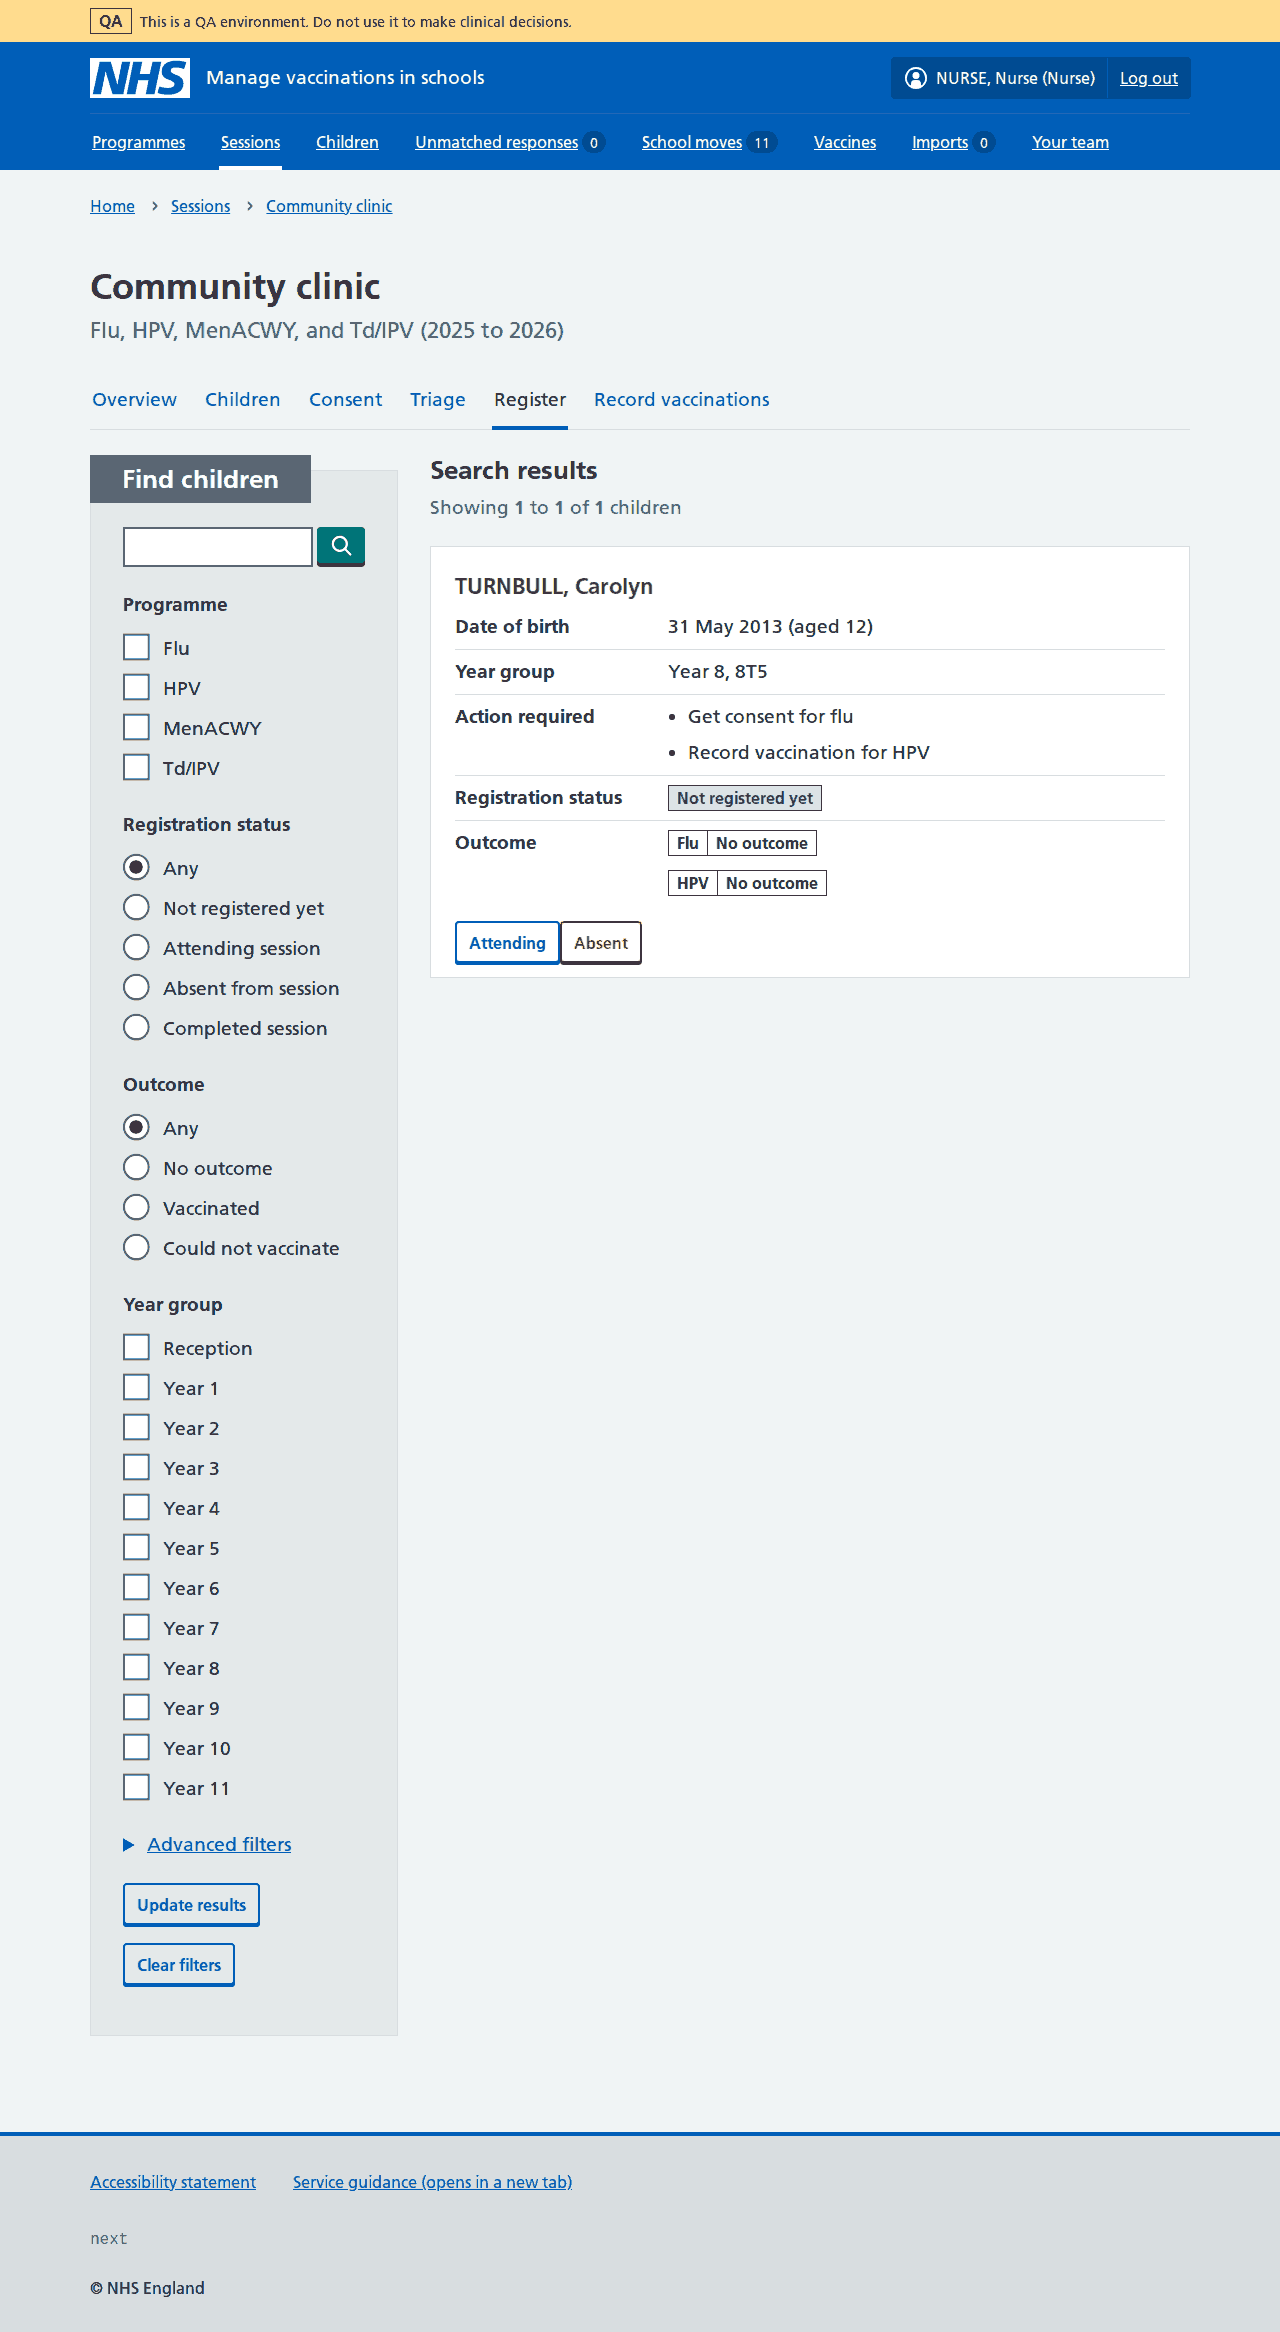 QA This is a QA environment. Do not use it to make clinical decisions.
NHS Manage vaccinations in schools
NURSE, Nurse (Nurse) Log out
Programmes Sessions Children Unmatched responses 0 School moves 11 Vaccines Imports 0 Your team
Home › Sessions › Community clinic
Community clinic
Flu, HPV, MenACWY, and Td/IPV (2025 to 2026)
Overview Children Consent Triage Register Record vaccinations
Find children
Programme
Flu
HPV
MenACWY
Td/IPV
Registration status
Any
Not registered yet
Attending session
Absent from session
Completed session
Outcome
Any
No outcome
Vaccinated
Could not vaccinate
Year group
Reception
Year 1
Year 2
Year 3
Year 4
Year 5
Year 6
Year 7
Year 8
Year 9
Year 10
Year 11
Advanced filters
Update results
Clear filters
Search results
Showing 1 to 1 of 1 children
TURNBULL, Carolyn
Date of birth 31 May 2013 (aged 12)
Year group Year 8, 8T5
Action required • Get consent for flu
• Record vaccination for HPV
Registration status Not registered yet
Outcome Flu No outcome
HPV No outcome
Attending Absent
Accessibility statement Service guidance (opens in a new tab)
next
© NHS England